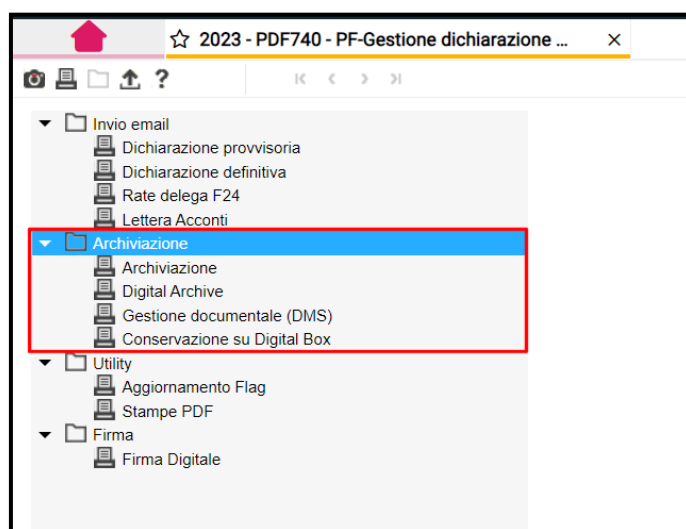 2023 - PDF740 - PF-Gestione dichiarazione ...
?
Invio email
Dichiarazione provvisoria
Dichiarazione definitiva
Rate delega F24
Lettera Acconti
Archiviazione
Archiviazione
Digital Archive
Gestione documentale (DMS)
Conservazione su Digital Box
Utility
Aggiornamento Flag
Stampe PDF
Firma
Firma Digitale